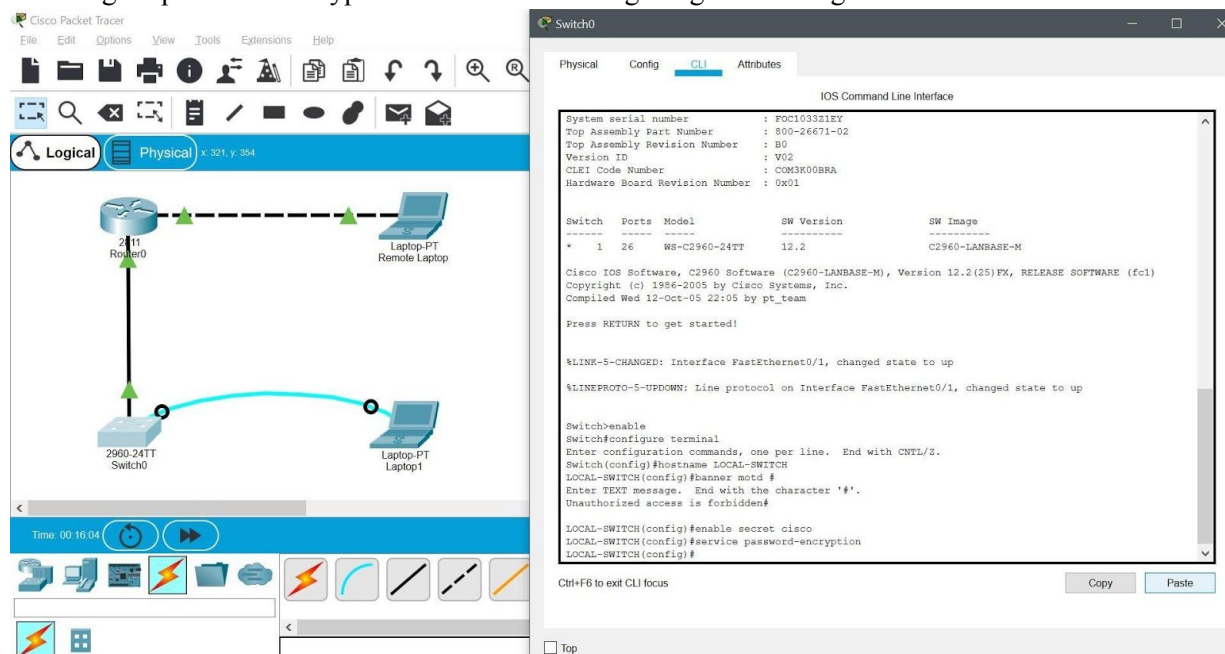 Cisco Packet Tracer
File Edit Options View Tools Extensions Help
Logical
Physical x: 321, y: 354
2811
Router0
Laptop-PT
Remote Laptop
2960-24TT
Switch0
Laptop-PT
Laptop1
Time: 00:16:04
Switch0
Physical Config CLI Attributes
IOS Command Line Interface
System serial number : FOC1033Z1EY
Top Assembly Part Number : 800-26671-02
Top Assembly Revision Number : B0
Version ID : V02
CLEI Code Number : COM3K00BRA
Hardware Board Revision Number : 0x01
Switch Ports Model SW Version SW Image
------ ----- ----- ---------- ----------
* 1 26 WS-C2960-24TT 12.2 C2960-LANBASE-M
Cisco IOS Software, C2960 Software (C2960-LANBASE-M), Version 12.2(25)FX, RELEASE SOFTWARE (fc1)
Copyright (c) 1986-2005 by Cisco Systems, Inc.
Compiled Wed 12-Oct-05 22:05 by pt_team
Press RETURN to get started!
%LINK-5-CHANGED: Interface FastEthernet0/1, changed state to up
%LINEPROTO-5-UPDOWN: Line protocol on Interface FastEthernet0/1, changed state to up
Switch>enable
Switch#configure terminal
Enter configuration commands, one per line. End with CNTL/Z.
Switch(config)#hostname LOCAL-SWITCH
LOCAL-SWITCH(config)#banner motd #
Enter TEXT message. End with the character '#'.
Unauthorized access is forbidden#
LOCAL-SWITCH(config)#enable secret cisco
LOCAL-SWITCH(config)#service password-encryption
LOCAL-SWITCH(config)#
Ctrl+F6 to exit CLI focus
Copy
Paste
Top